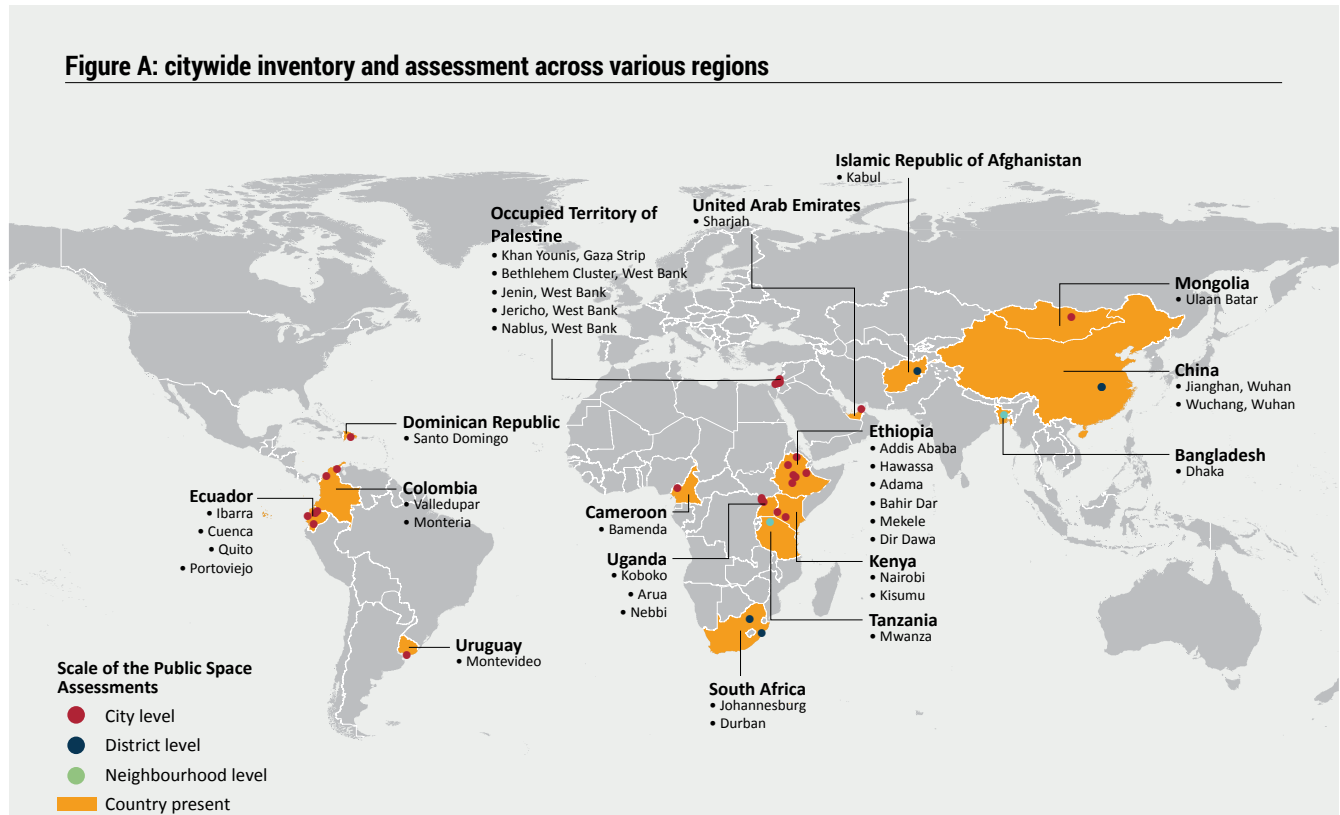 Figure A: citywide inventory and assessment across various regions
Islamic Republic of Afghanistan
• Kabul
United Arab Emirates
• Sharjah
Occupied Territory of
Palestine
• Khan Younis, Gaza Strip
• Bethlehem Cluster, West Bank
• Jenin, West Bank
• Jericho, West Bank
• Nablus, West Bank
Mongolia
• Ulaan Batar
China
• Jianghan, Wuhan
• Wuchang, Wuhan
Bangladesh
• Dhaka
Dominican Republic
• Santo Domingo
Colombia
• Valledupar
• Monteria
Ecuador
• Ibarra
• Cuenca
• Quito
• Portoviejo
Ethiopia
• Addis Ababa
• Hawassa
• Adama
• Bahir Dar
• Mekele
• Dir Dawa
Cameroon
• Bamenda
Uganda
• Koboko
• Arua
• Nebbi
Kenya
• Nairobi
• Kisumu
Tanzania
• Mwanza
Uruguay
• Montevideo
South Africa
• Johannesburg
• Durban
Scale of the Public Space
Assessments
City level
District level
Neighbourhood level
Country present